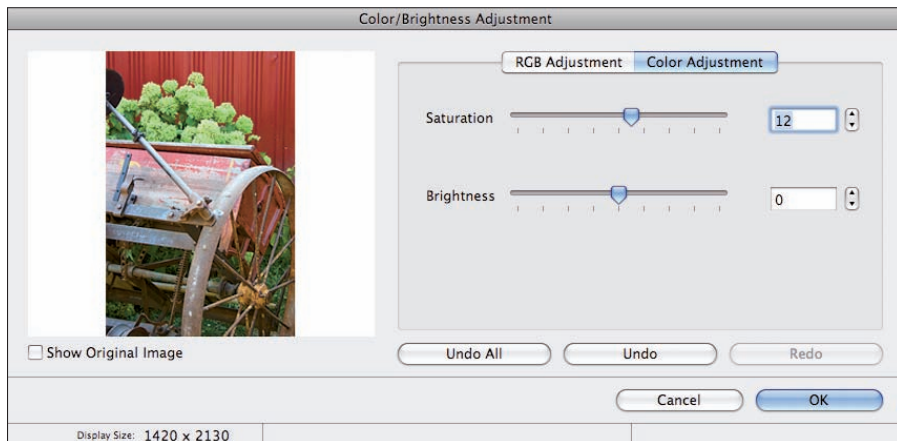 Color/Brightness Adjustment
RGB Adjustment Color Adjustment
Saturation 12
Brightness 0
Show Original Image
Undo All Undo Redo
Cancel OK
Display Size: 1420 x 2130